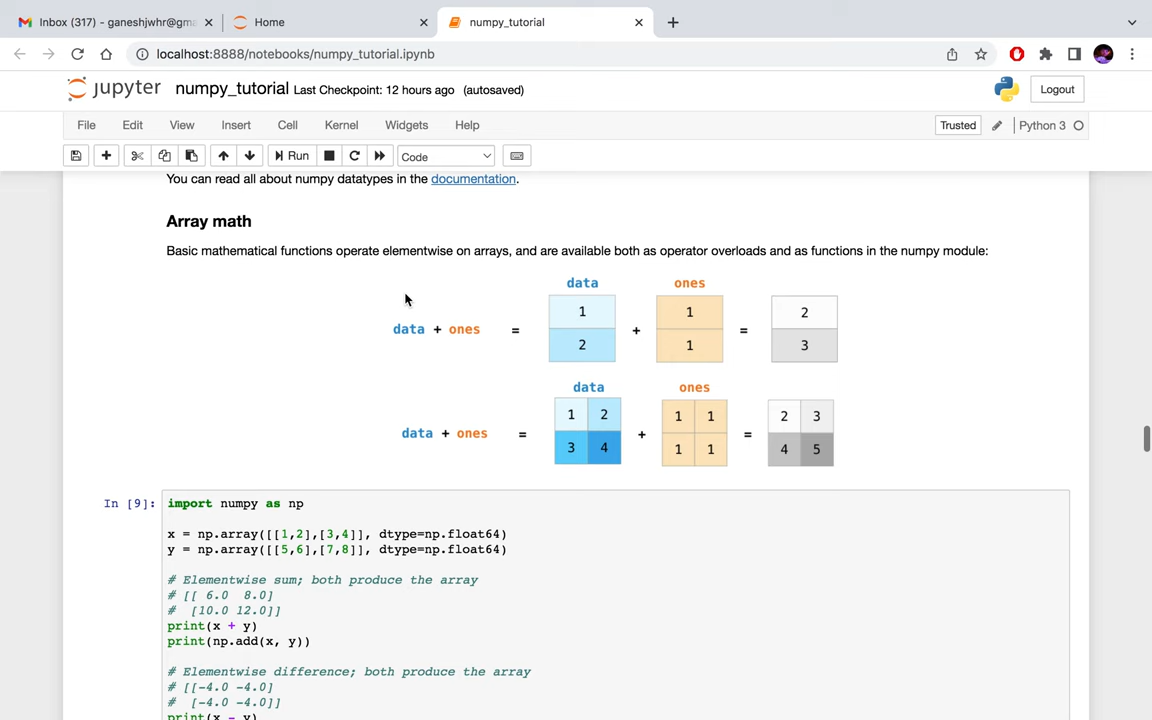 Inbox (317) - ganeshjwhr@gma
Home
numpy_tutorial
localhost:8888/notebooks/numpy_tutorial.ipynb
jupyter numpy_tutorial Last Checkpoint: 12 hours ago (autosaved)
Logout
File Edit View Insert Cell Kernel Widgets Help
Trusted
Python 3
Run
Code
You can read all about numpy datatypes in the documentation.
Array math
Basic mathematical functions operate elementwise on arrays, and are available both as operator overloads and as functions in the numpy module:
data ones
1 1 2
data + ones = + =
2 1 3
data ones
1 2 1 1 2 3
data + ones = + =
3 4 1 1 4 5
In [9]: import numpy as np
x = np.array([[1,2],[3,4]], dtype=np.float64)
y = np.array([[5,6],[7,8]], dtype=np.float64)
# Elementwise sum; both produce the array
# [[ 6.0  8.0]
#  [10.0 12.0]]
print(x + y)
print(np.add(x, y))
# Elementwise difference; both produce the array
# [[-4.0 -4.0]
#  [-4.0 -4.0]]
print(x - y)